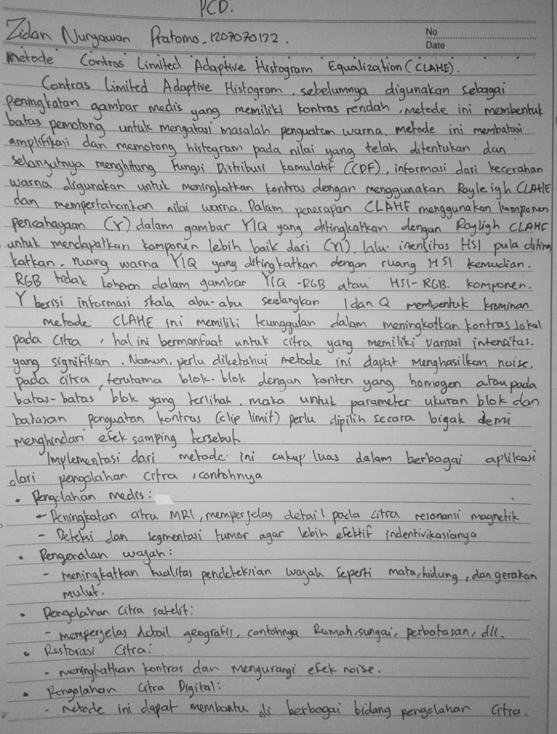 PCD.
Zidan Nuryawan Pratomo_1207070132.
No
Date
Metode Contras Limited Adaptive Histogram Equalization (CLAHE).
Contras Limited Adaptive Histogram, sebelumnya digunakan sebagai
peningkatan gambar medis yang memiliki kontras rendah, metode ini membentuk
batas pemotong untuk mengatasi masalah penguatan warna. metode ini membatasi
amplifikasi dan memotong histogram pada nilai yang telah ditentukan dan
selanjutnya menghitung Fungsi Distribusi kamulatif (CDF), informasi dari kecerahan
warna digunakan untuk meningkatkan kontras dengan menggunakan Rayleigh CLAHE
dan mempertahankan nilai warna. Dalam penerapan CLAHE menggunakan komponen
pencahayaan (Y) dalam gambar YIQ yang ditingkatkan dengan Rayligh CLAHE
untuk mendapatkan komponen lebih baik dari (Y1), lalu inentitas HSI pula diting
katkan. ruang warna YIQ yang ditingkatkan dengan ruang HSI kemudian.
RGB tidak koheren dalam gambar YIQ-RGB atau HSI-RGB. komponen.
Y berisi informasi skala abu-abu sedangkan I dan Q membentuk krominan
metode CLAHE ini memiliki keunggulan dalam meningkatkan kontras lokal
pada citra, hal ini bermanfaat untuk citra yang memiliki variasi intensitas.
yang signifikan. Namun, perlu diketahui metode ini dapat menghasilkan noise.
pada citra, terutama blok-blok dengan konten yang homogen atau pada
batas-batas blok yang terlihat. maka untuk parameter ukuran blok dan
batasan penguatan kontras (clip limit) perlu dipilih secara bijak demi
menghindari efek samping tersebut
Implementasi dari metode ini cukup luas dalam berbagai aplikasi
dari pengolahan citra, contohnya
• Pengolahan medis:
- Peningkatan citra MRI, memperjelas detail pada citra resonansi magnetik
- Deteksi dan segmentasi tumor agar lebih efektif indentivikasianya
• Pengenalan wajah:
- meningkatkan kualitas pendeteksian wajah seperti mata, hidung, dan gerakan
mulut.
• Pengolahan Citra satelit:
- memperjelas detail geografis, contohnya Rumah, sungai, perbatasan, dll.
• Restorasi Citra:
- meningkatkan kontras dan mengurangi efek noise.
• Pengolahan Citra Digital:
- Metode ini dapat membantu di berbagai bidang pengolahan Citra.